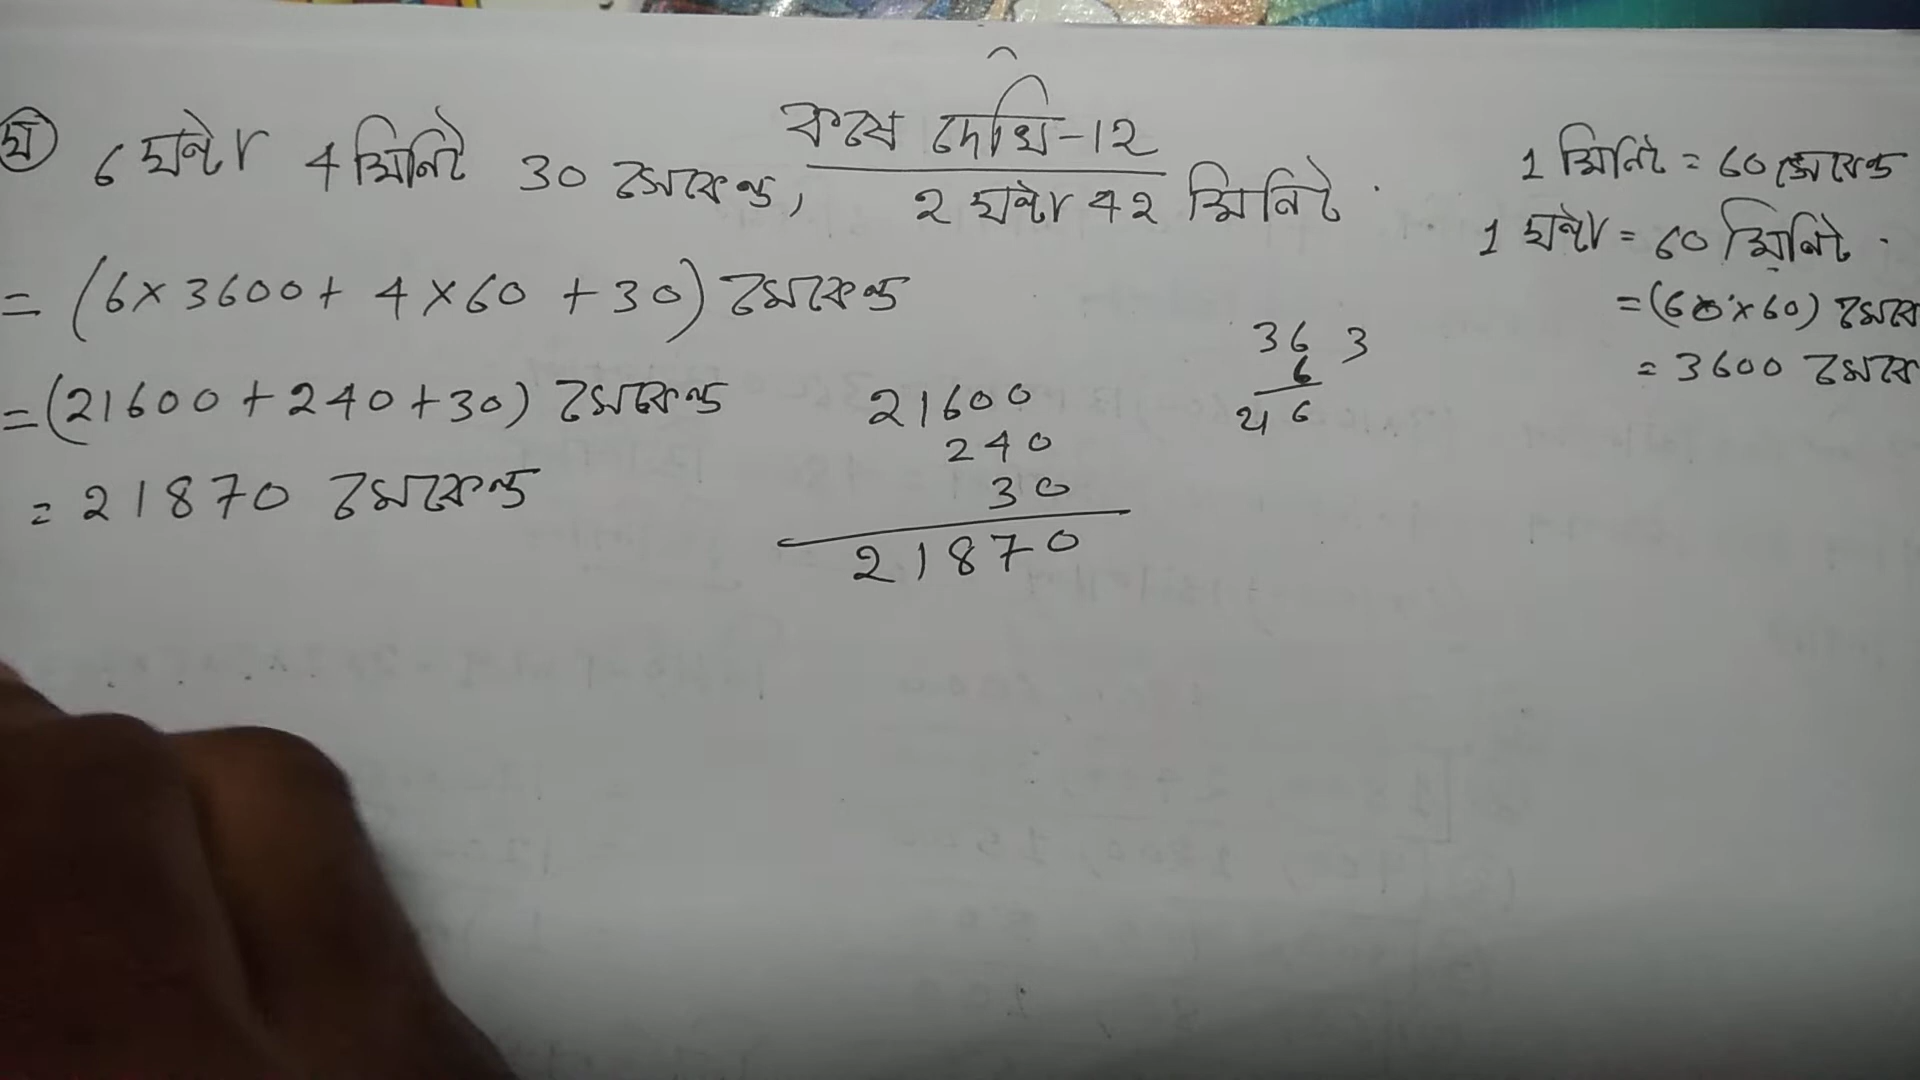 কষে দেখি-12
ঘ 6 ঘন্টা 4 মিনিট 30 সেকেন্ড, 2 ঘন্টা 42 মিনিট.
= (6×3600+ 4×60 +30) সেকেন্ড
= (21600+240+30) সেকেন্ড
= 21870 সেকেন্ড
21600
240
30
21870
36 3
6
216
1 মিনিট = 60 সেকেন্ড
1 ঘন্টা = 60 মিনিট.
= (60×60) সেকে
= 3600 সেকে